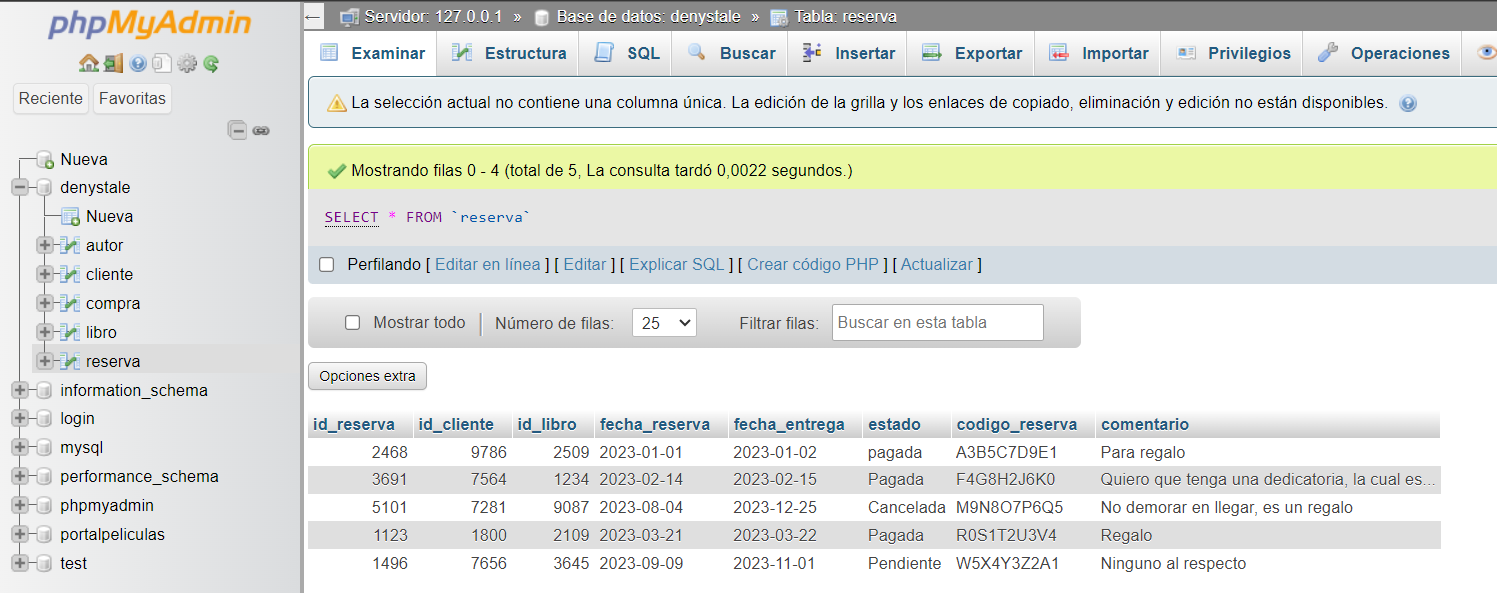 phpMyAdmin
Reciente Favoritas
Nueva
denystale
Nueva
autor
cliente
compra
libro
reserva
information_schema
login
mysql
performance_schema
phpmyadmin
portalpeliculas
test
Servidor: 127.0.0.1 » Base de datos: denystale » Tabla: reserva
Examinar Estructura SQL Buscar Insertar Exportar Importar Privilegios Operaciones
La selección actual no contiene una columna única. La edición de la grilla y los enlaces de copiado, eliminación y edición no están disponibles.
Mostrando filas 0 - 4 (total de 5, La consulta tardó 0,0022 segundos.)
SELECT * FROM `reserva`
Perfilando [ Editar en línea ] [ Editar ] [ Explicar SQL ] [ Crear código PHP ] [ Actualizar ]
Mostrar todo Número de filas: 25 Filtrar filas: Buscar en esta tabla
Opciones extra
id_reserva id_cliente id_libro fecha_reserva fecha_entrega estado codigo_reserva comentario
2468 9786 2509 2023-01-01 2023-01-02 pagada A3B5C7D9E1 Para regalo
3691 7564 1234 2023-02-14 2023-02-15 Pagada F4G8H2J6K0 Quiero que tenga una dedicatoria, la cual es...
5101 7281 9087 2023-08-04 2023-12-25 Cancelada M9N8O7P6Q5 No demorar en llegar, es un regalo
1123 1800 2109 2023-03-21 2023-03-22 Pagada R0S1T2U3V4 Regalo
1496 7656 3645 2023-09-09 2023-11-01 Pendiente W5X4Y3Z2A1 Ninguno al respecto